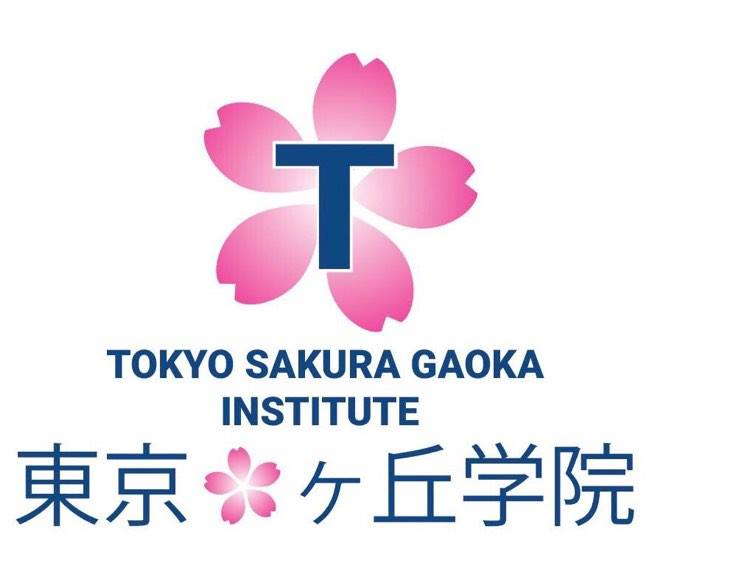 T
TOKYO SAKURA GAOKA
INSTITUTE
東京ヶ丘学院